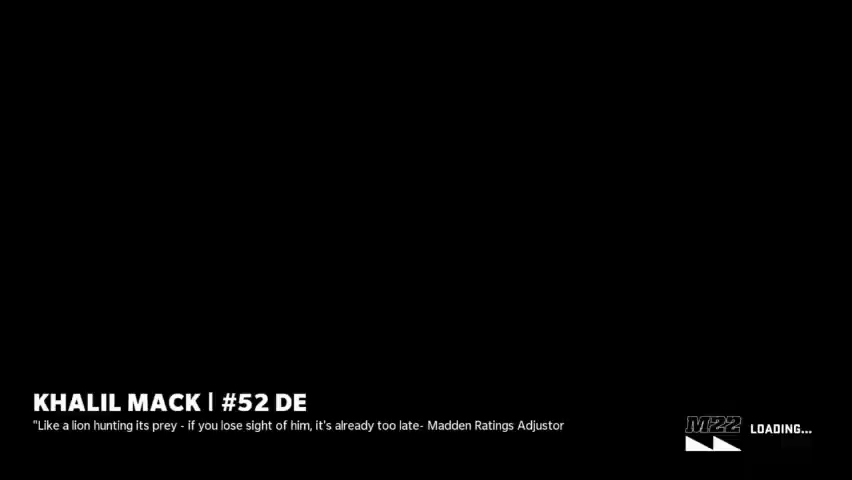 KHALIL MACK | #52 DE
"Like a lion hunting its prey - if you lose sight of him, it's already too late- Madden Ratings Adjustor
M22
LOADING...